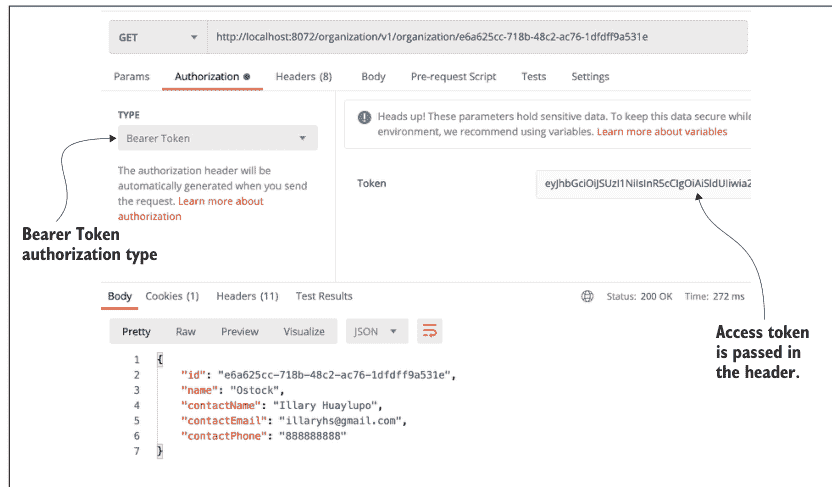 GET http://localhost:8072/organization/v1/organization/e6a625cc-718b-48c2-ac76-1dfdff9a531e
Params Authorization Headers (8) Body Pre-request Script Tests Settings
TYPE
Bearer Token
The authorization header will be
automatically generated when you send
the request. Learn more about
authorization
Heads up! These parameters hold sensitive data. To keep this data secure while
environment, we recommend using variables. Learn more about variables
Token
Bearer Token
authorization type
Body Cookies (1) Headers (11) Test Results Status: 200 OK Time: 272 ms
Pretty Raw Preview Visualize JSON
Access token
is passed in
the header.
1 {
2 "id": "e6a625cc-718b-48c2-ac76-1dfdff9a531e",
3 "name": "Ostock",
4 "contactName": "Illary Huaylupo",
5 "contactEmail": "illaryhs@gmail.com",
6 "contactPhone": "888888888"
7 }